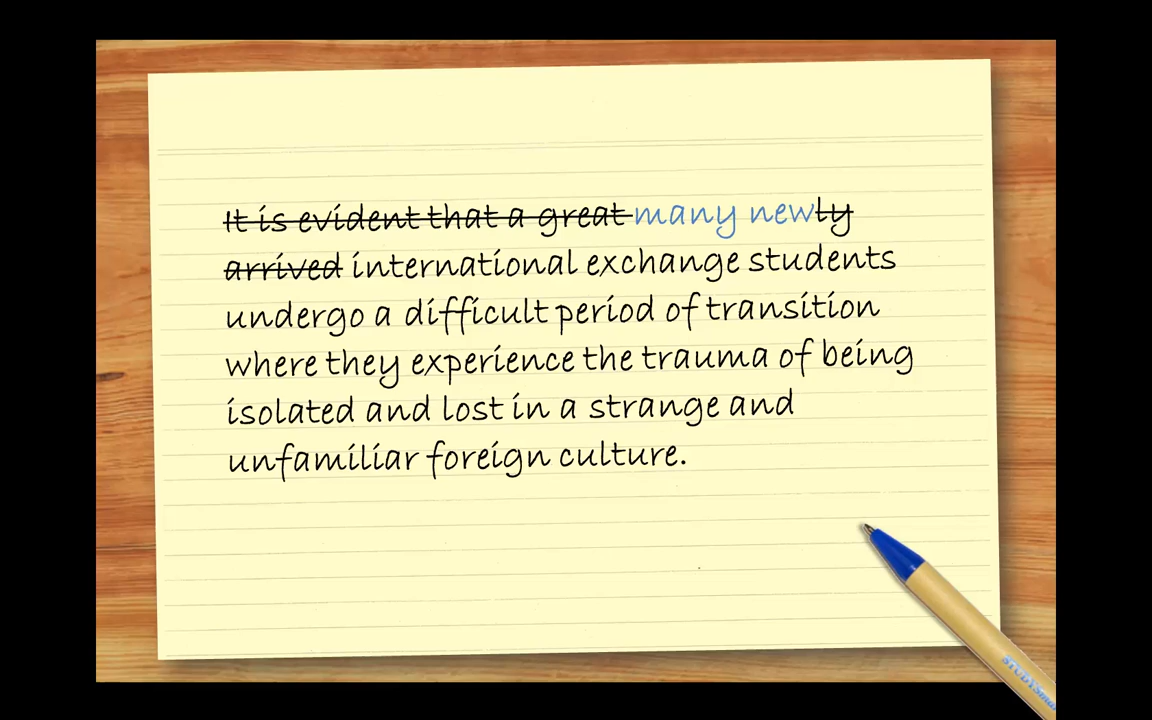 It is evident that a great many newly
arrived international exchange students
undergo a difficult period of transition
where they experience the trauma of being
isolated and lost in a strange and
unfamiliar foreign culture.